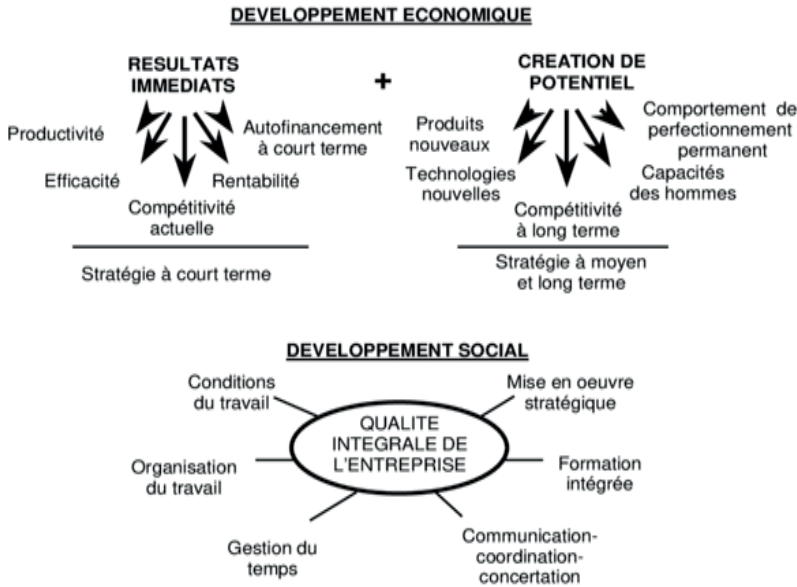 DEVELOPPEMENT ECONOMIQUE
RESULTATS
IMMEDIATS
+
CREATION DE
POTENTIEL
Productivité
Autofinancement
à court terme
Efficacité
Rentabilité
Compétitivité
actuelle
Stratégie à court terme
Produits
nouveaux
Comportement de
perfectionnement
permanent
Technologies
nouvelles
Capacités
des hommes
Compétitivité
à long terme
Stratégie à moyen
et long terme
DEVELOPPEMENT SOCIAL
Conditions
du travail
Mise en oeuvre
stratégique
QUALITE
INTEGRALE DE
L'ENTREPRISE
Organisation
du travail
Formation
intégrée
Gestion du
temps
Communication-
coordination-
concertation